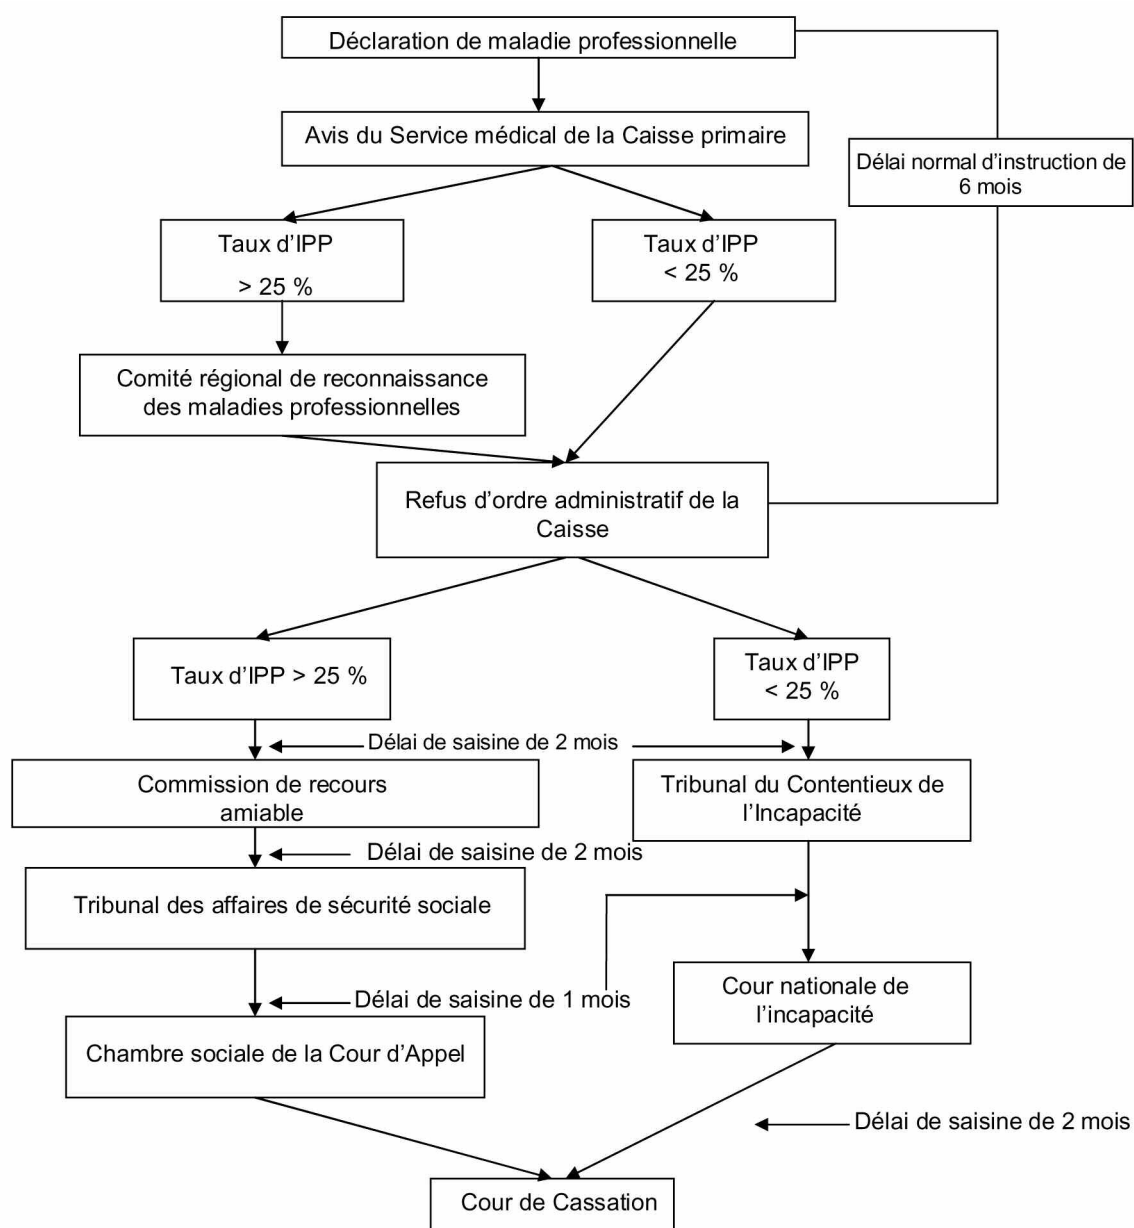 Déclaration de maladie professionnelle
Avis du Service médical de la Caisse primaire
Délai normal d'instruction de
6 mois
Taux d'IPP
> 25 %
Taux d'IPP
< 25 %
Comité régional de reconnaissance
des maladies professionnelles
Refus d'ordre administratif de la
Caisse
Taux d'IPP > 25 %
Taux d'IPP
< 25 %
Délai de saisine de 2 mois
Commission de recours
amiable
Tribunal du Contentieux de
l'Incapacité
Délai de saisine de 2 mois
Tribunal des affaires de sécurité sociale
Délai de saisine de 1 mois
Cour nationale de
l'incapacité
Chambre sociale de la Cour d'Appel
Délai de saisine de 2 mois
Cour de Cassation